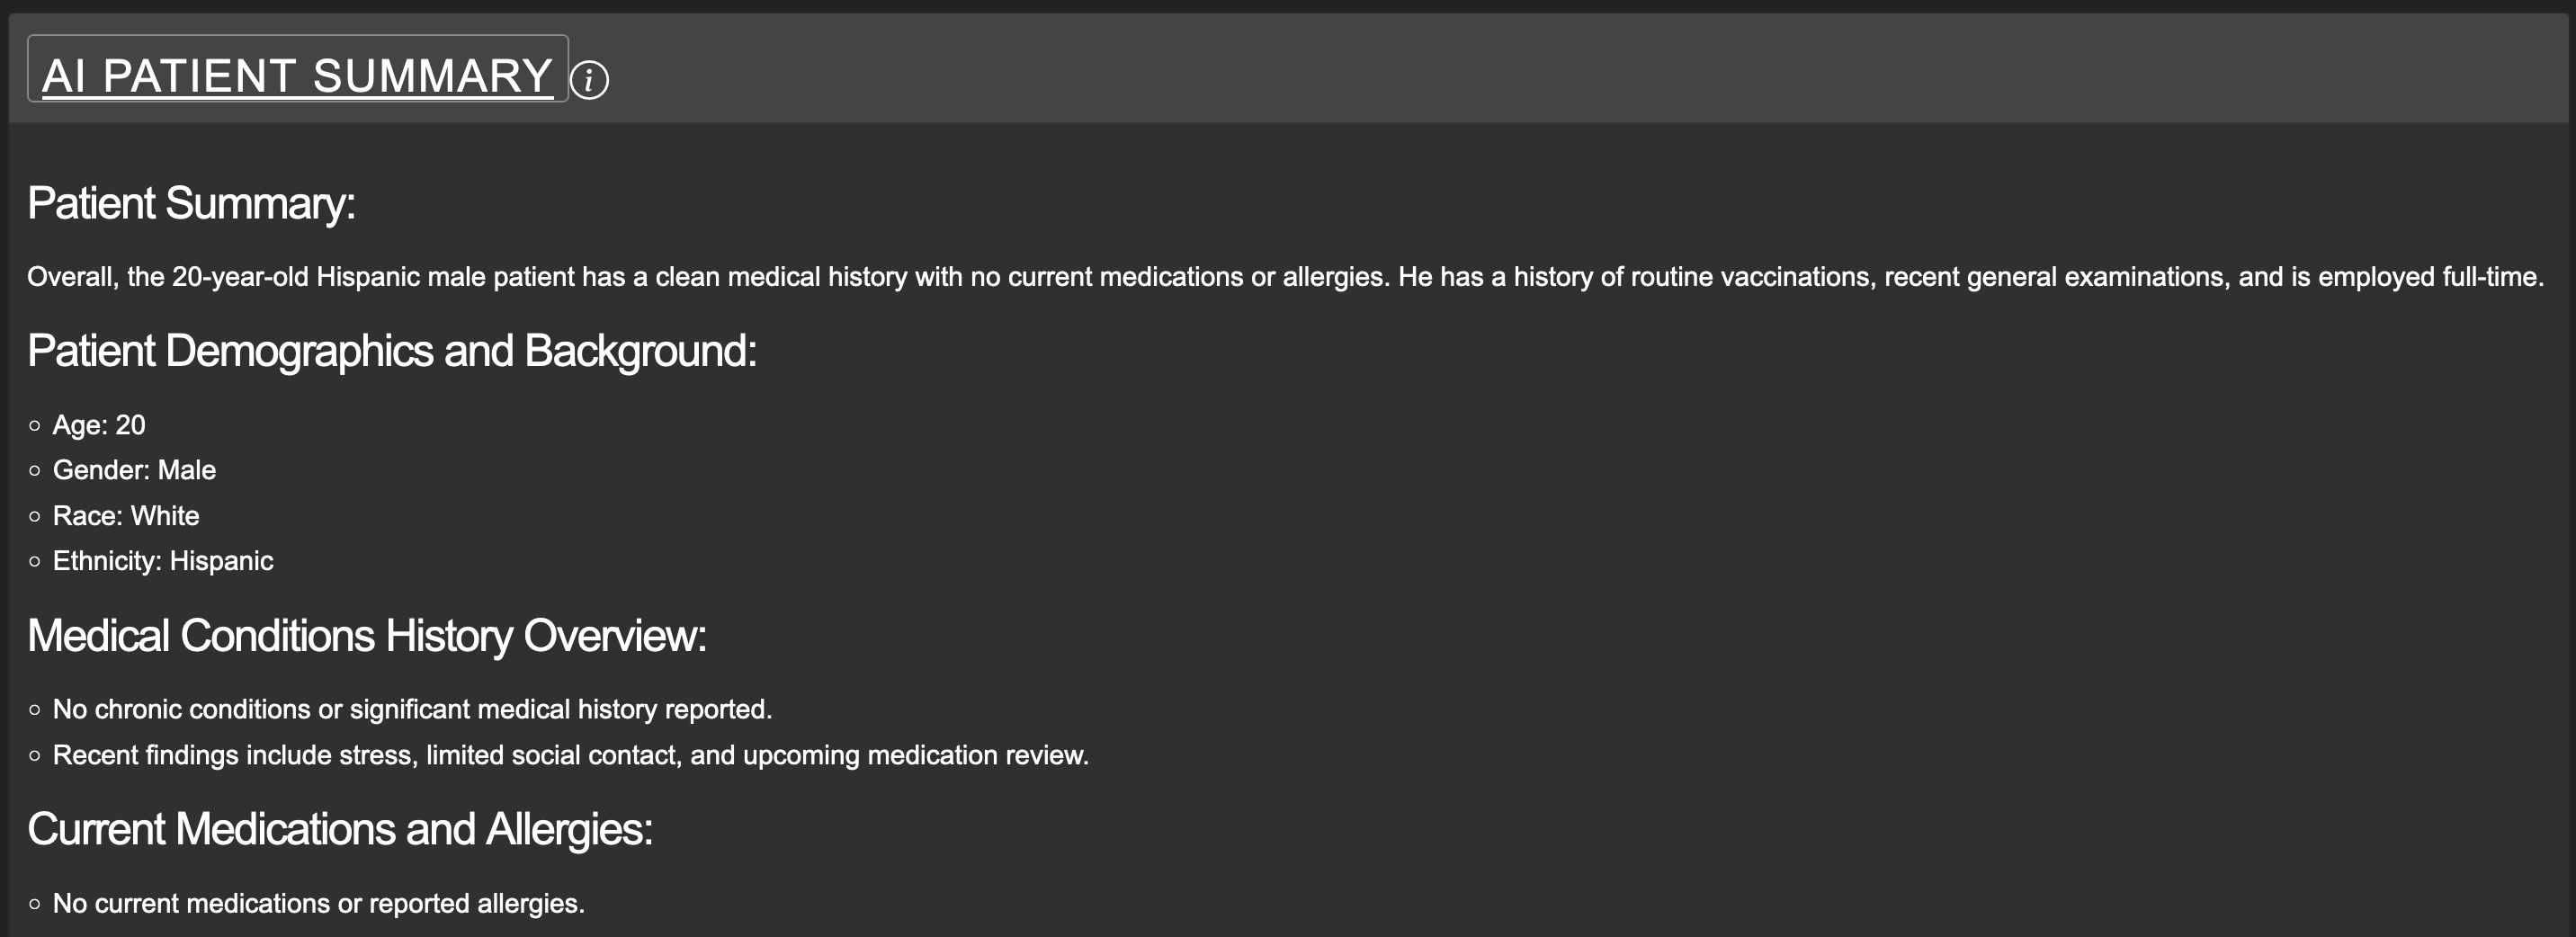 AI PATIENT SUMMARY i
Patient Summary:
Overall, the 20-year-old Hispanic male patient has a clean medical history with no current medications or allergies. He has a history of routine vaccinations, recent general examinations, and is employed full-time.
Patient Demographics and Background:
Age: 20
Gender: Male
Race: White
Ethnicity: Hispanic
Medical Conditions History Overview:
No chronic conditions or significant medical history reported.
Recent findings include stress, limited social contact, and upcoming medication review.
Current Medications and Allergies:
No current medications or reported allergies.